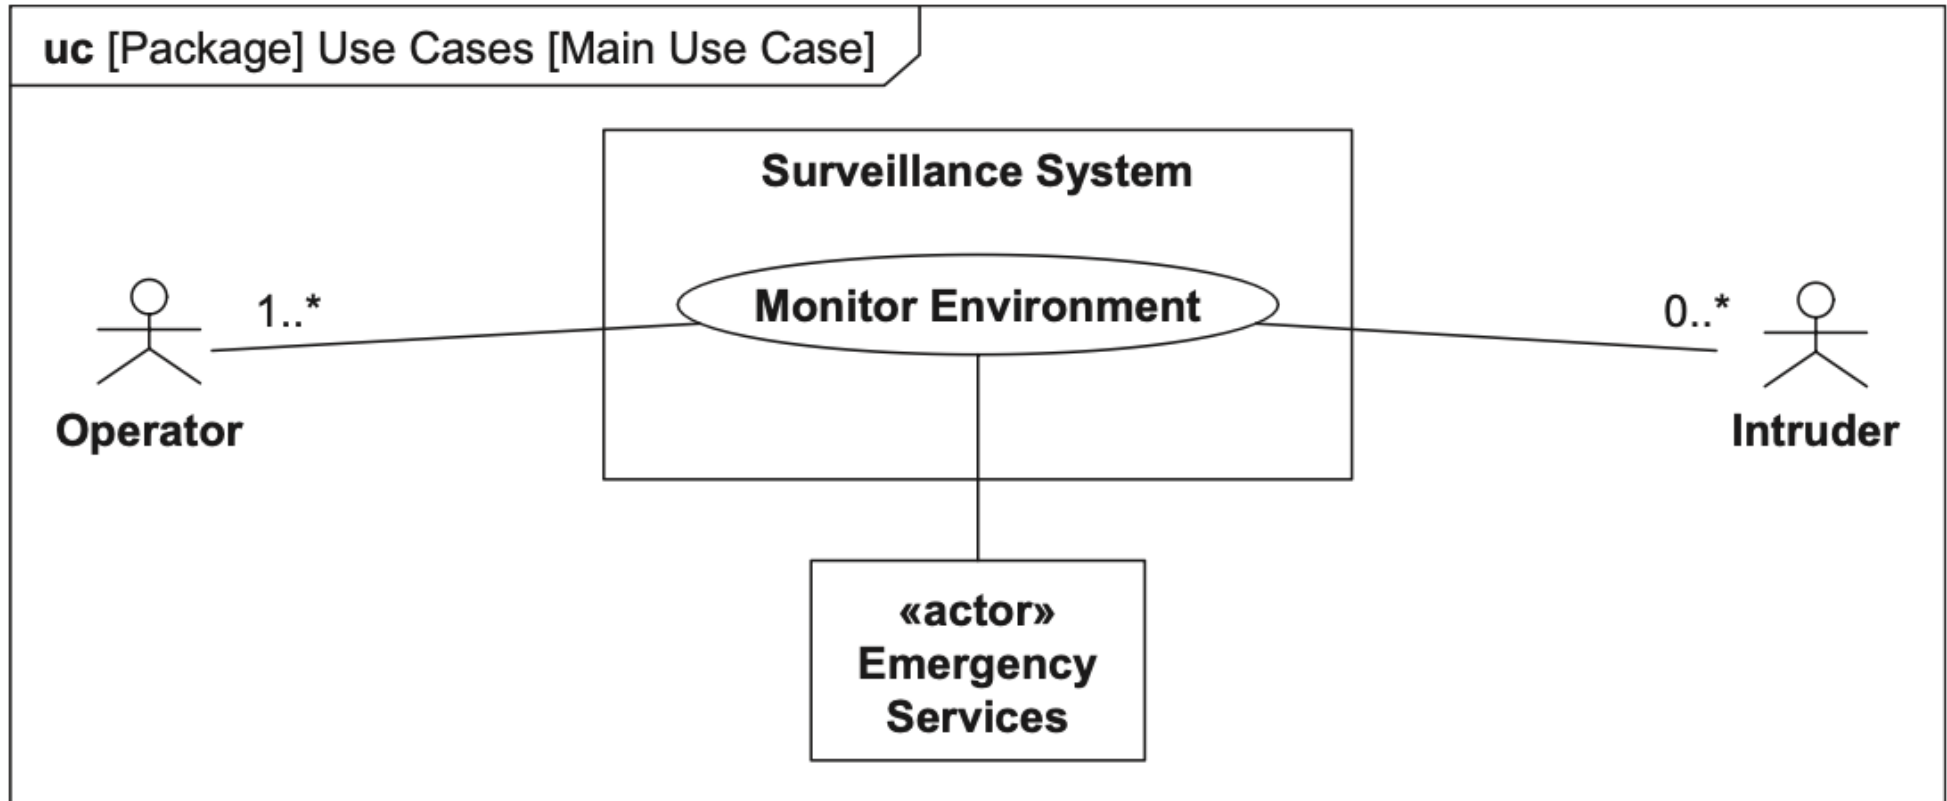 uc [Package] Use Cases [Main Use Case]
Surveillance System
Monitor Environment
1..*
0..*
Operator
Intruder
«actor»
Emergency
Services